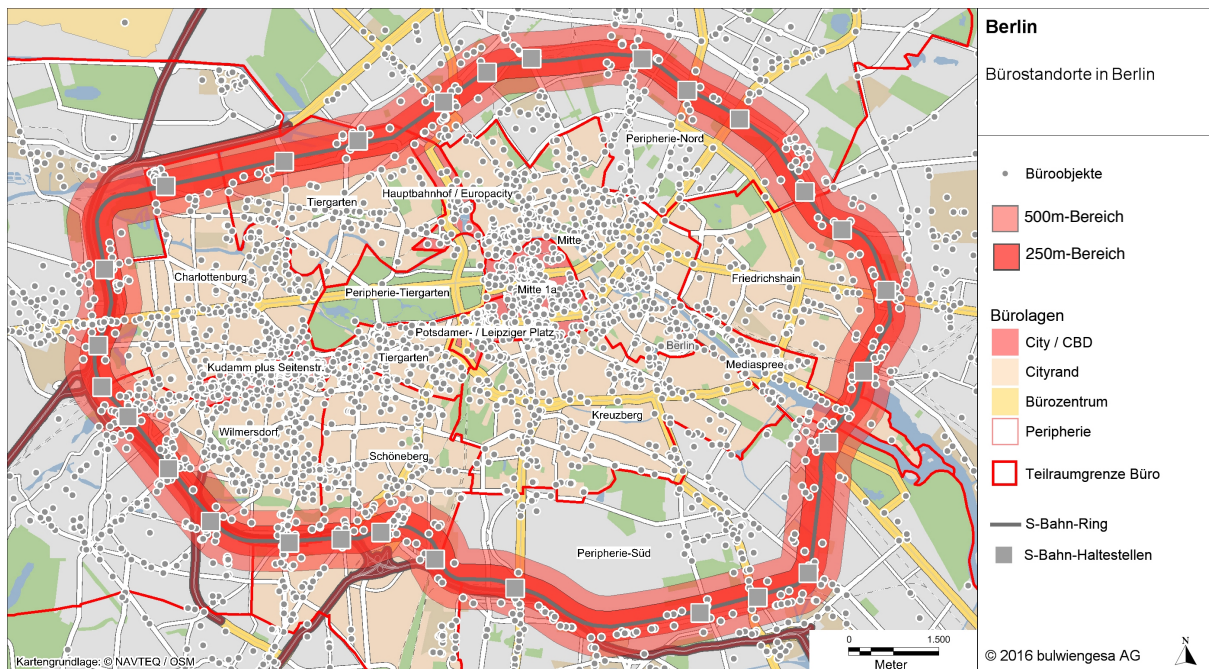 Peripherie-Nord
Hauptbahnhof / Europacity
Tiergarten
Mitte
Charlottenburg
Friedrichshain
Peripherie-Tiergarten
Mitte 1a
Potsdamer- / Leipziger Platz
Berlin
Tiergarten
Kudamm plus Seitenstr.
Mediaspree
Kreuzberg
Wilmersdorf
Schöneberg
Peripherie-Süd
0 1.500
Meter
Kartengrundlage: © NAVTEQ / OSM
Berlin
Bürostandorte in Berlin
Büroobjekte
500m-Bereich
250m-Bereich
Bürolagen
City / CBD
Cityrand
Bürozentrum
Peripherie
Teilraumgrenze Büro
S-Bahn-Ring
S-Bahn-Haltestellen
N
© 2016 bulwiengesa AG